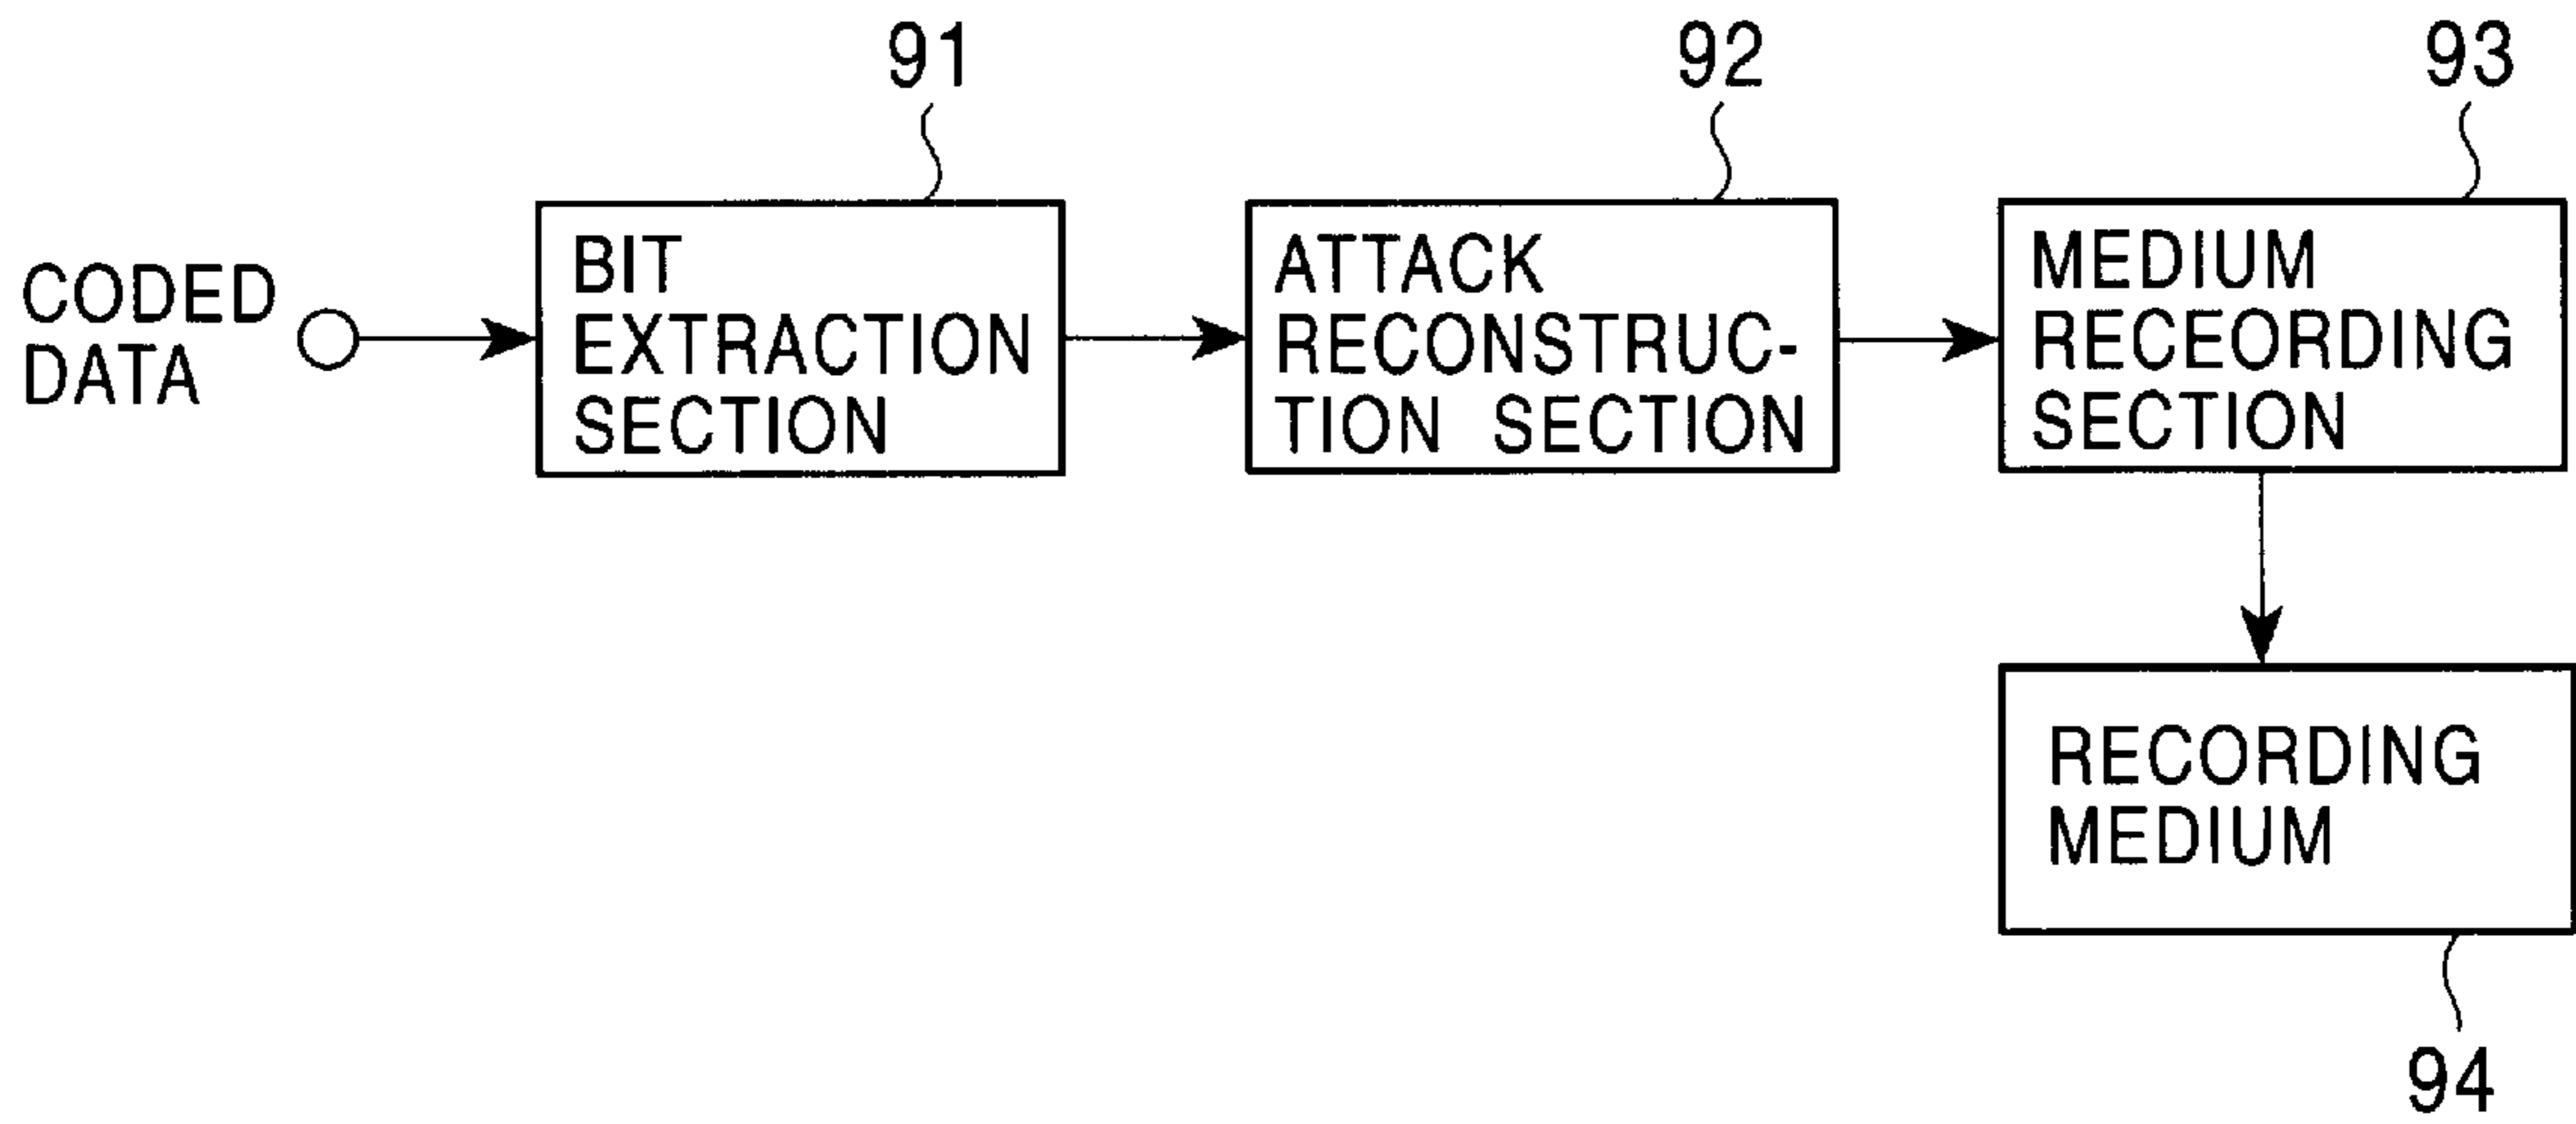 91
92
93
CODED
DATA
BIT
EXTRACTION
SECTION
ATTACK
RECONSTRUC-
TION SECTION
MEDIUM
RECEORDING
SECTION
RECORDING
MEDIUM
94